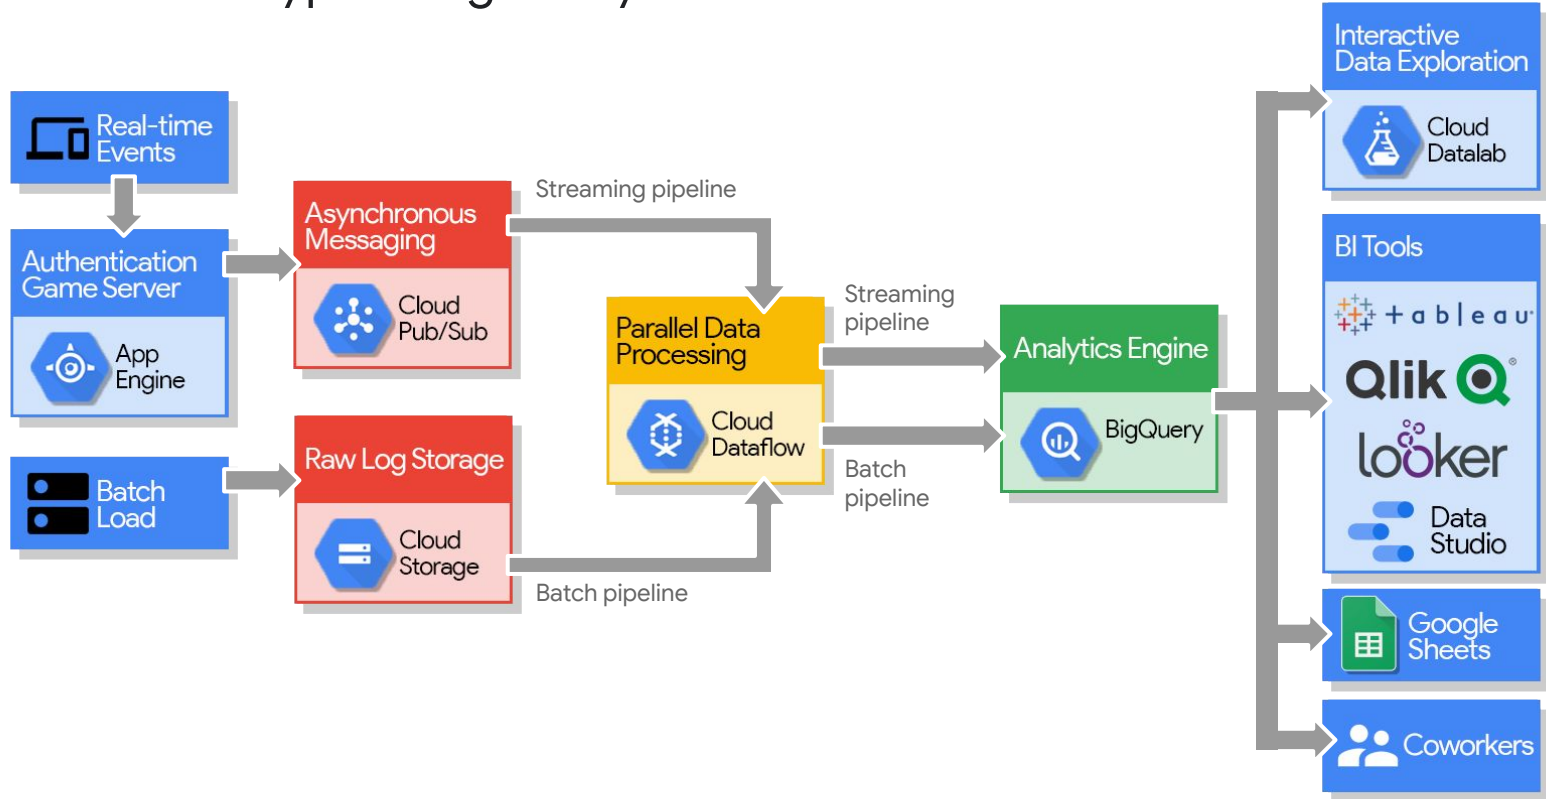 Real-time
Events
Authentication
Game Server
App
Engine
Batch
Load
Asynchronous
Messaging
Cloud
Pub/Sub
Raw Log Storage
Cloud
Storage
Streaming pipeline
Batch pipeline
Parallel Data
Processing
Cloud
Dataflow
Streaming
pipeline
Batch
pipeline
Analytics Engine
BigQuery
Interactive
Data Exploration
Cloud
Datalab
BI Tools
+ableau
Qlik
looker
Data
Studio
Google
Sheets
Coworkers